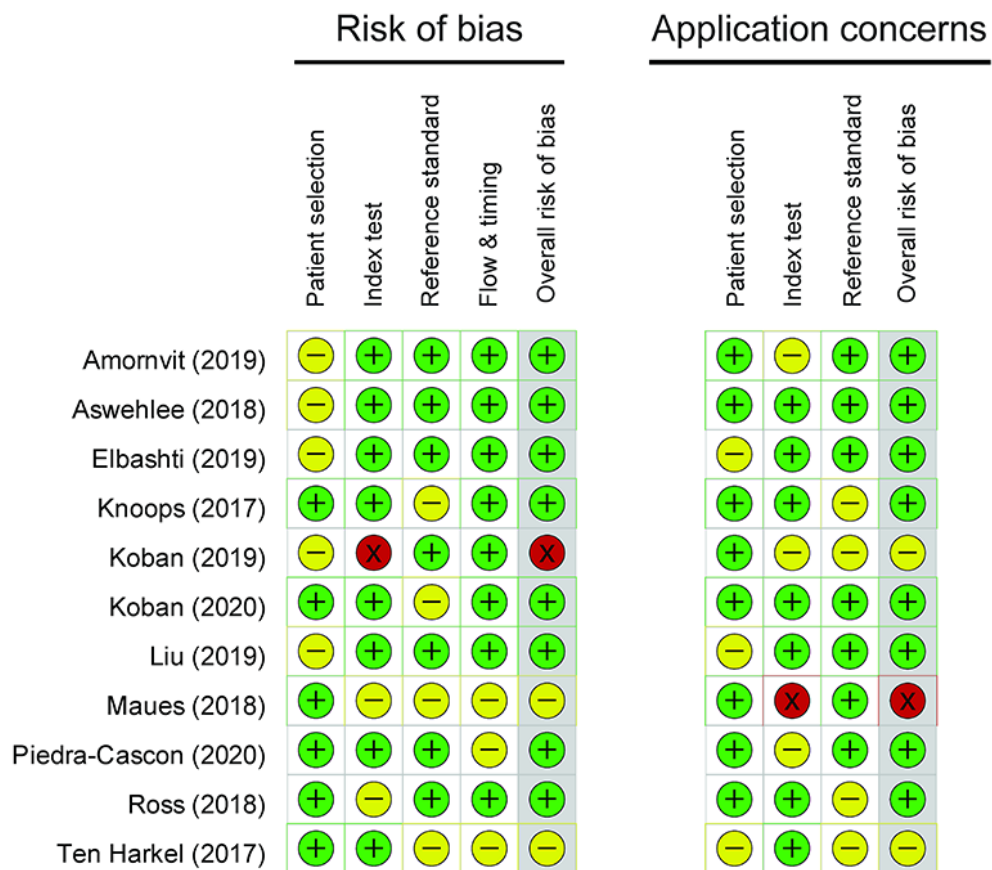 Risk of bias
Application concerns
Patient selection
Index test
Reference standard
Flow & timing
Overall risk of bias
Patient selection
Index test
Reference standard
Overall risk of bias
Amornvit (2019) − + + + + + − + +
Aswehlee (2018) − + + + + + + + +
Elbashti (2019) − + + + + − + + +
Knoops (2017) + + − + + + + − +
Koban (2019) − X + + X + − − −
Koban (2020) + + − + + + + + +
Liu (2019) − + + + + − + + +
Maues (2018) + − − − − + X + X
Piedra-Cascon (2020) + + + − + + − + +
Ross (2018) + − + + + + + − +
Ten Harkel (2017) + + − − − − + − −